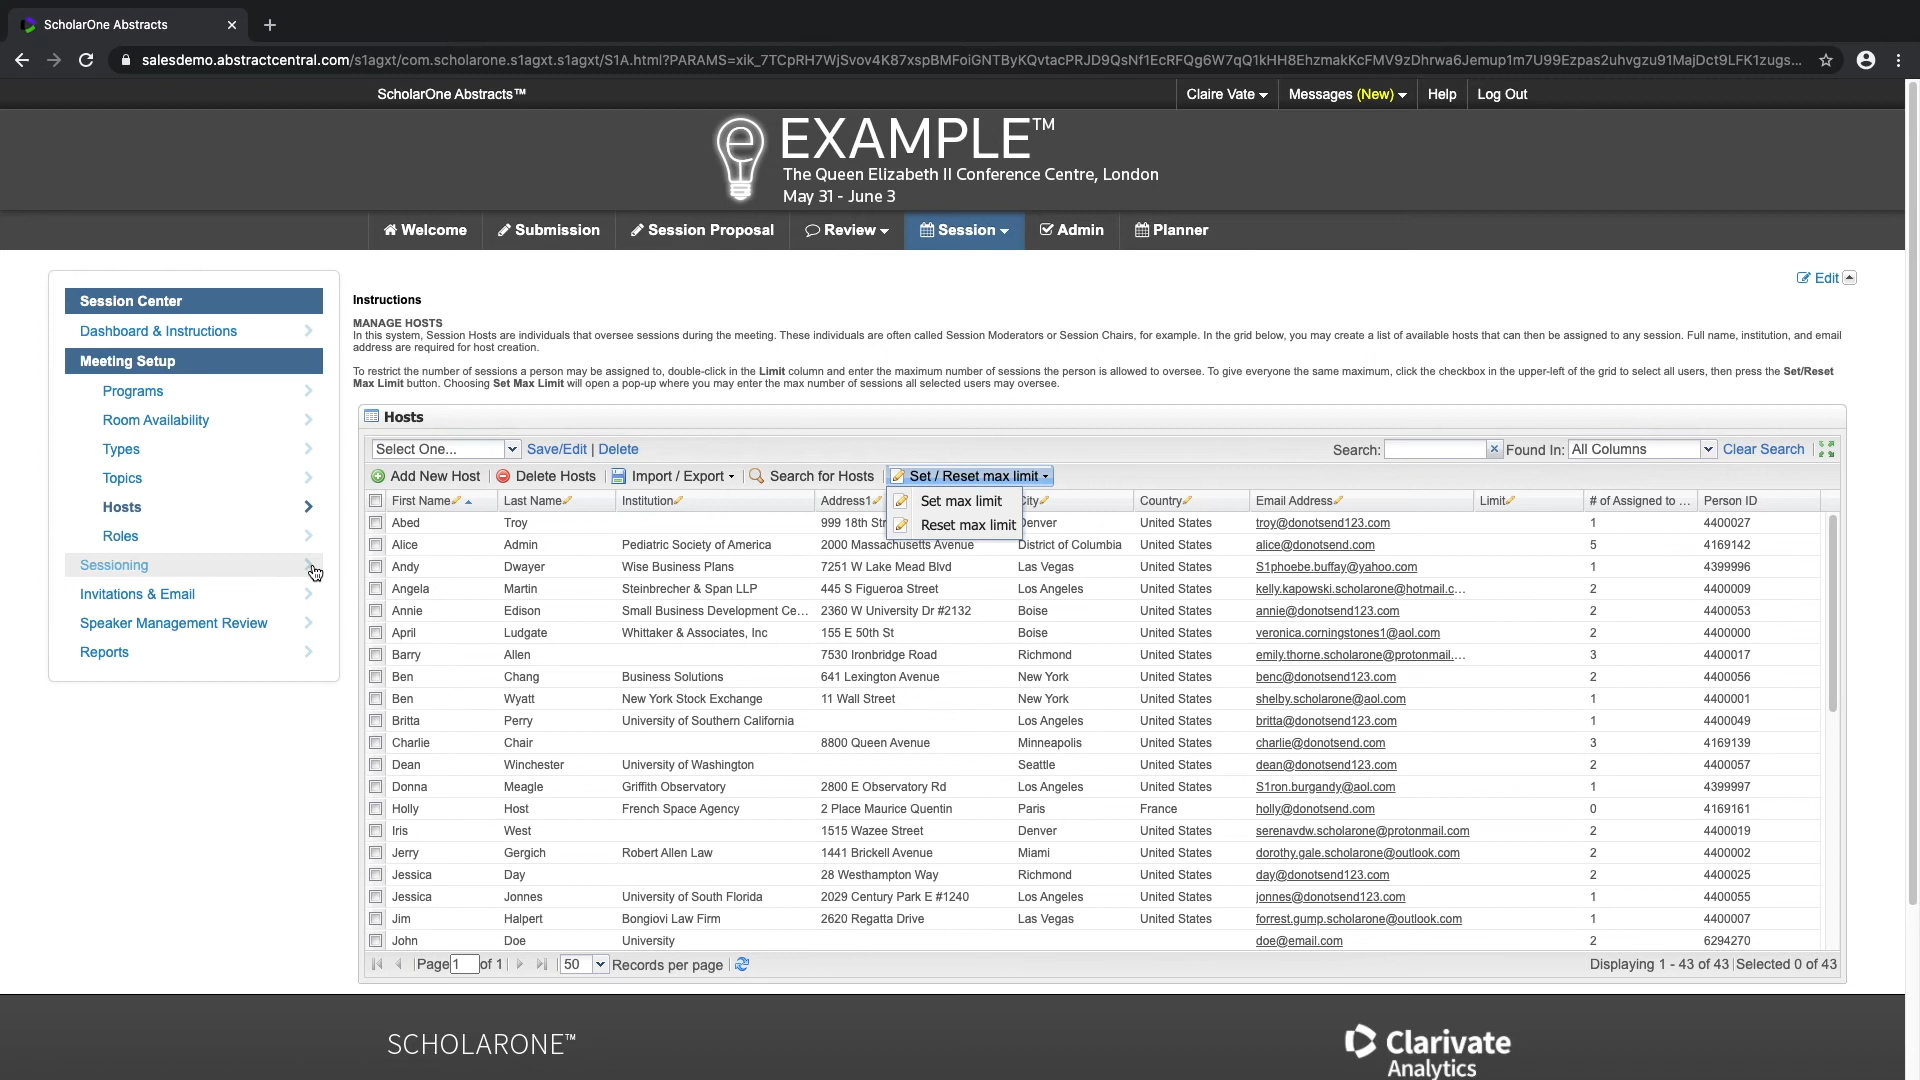 ScholarOne Abstracts
salesdemo.abstractcentral.com/s1agxt/com.scholarone.s1agxt.s1agxt/S1A.html?PARAMS=xik_7TCpRH7WjSvov4K87xspBMFoiGNTByKQvtacPRJD9QsNf1EcRFQg6W7qQ1kHH8EhzmakKcFMV9zDhrwa6Jemup1m7U99Ezpas2uhvgzu91MajDct9LFK1zugs...
ScholarOne Abstracts™ Claire Vate Messages (New) Help Log Out
e EXAMPLE™
The Queen Elizabeth II Conference Centre, London
May 31 - June 3
Welcome Submission Session Proposal Review Session Admin Planner
Edit
Session Center
Dashboard & Instructions
Meeting Setup
Programs
Room Availability
Types
Topics
Hosts
Roles
Sessioning
Invitations & Email
Speaker Management Review
Reports
Instructions
MANAGE HOSTS
In this system, Session Hosts are individuals that oversee sessions during the meeting. These individuals are often called Session Moderators or Session Chairs, for example. In the grid below, you may create a list of available hosts that can then be assigned to any session. Full name, institution, and email
address are required for host creation.
To restrict the number of sessions a person may be assigned to, double-click in the Limit column and enter the maximum number of sessions the person is allowed to oversee. To give everyone the same maximum, click the checkbox in the upper-left of the grid to select all users, then press the Set/Reset
Max Limit button. Choosing Set Max Limit will open a pop-up where you may enter the max number of sessions all selected users may oversee.
Hosts
Select One... Save/Edit | Delete Search: Found In: All Columns Clear Search
Add New Host Delete Hosts Import / Export Search for Hosts Set / Reset max limit
Set max limit
Reset max limit
First Name Last Name Institution Address1 City Country Email Address Limit # of Assigned to ... Person ID
Abed Troy 999 18th Str Denver United States troy@donotsend123.com 1 4400027
Alice Admin Pediatric Society of America 2000 Massachusetts Avenue District of Columbia United States alice@donotsend.com 5 4169142
Andy Dwayer Wise Business Plans 7251 W Lake Mead Blvd Las Vegas United States S1phoebe.buffay@yahoo.com 1 4399996
Angela Martin Steinbrecher & Span LLP 445 S Figueroa Street Los Angeles United States kelly.kapowski.scholarone@hotmail.c... 2 4400009
Annie Edison Small Business Development Ce... 2360 W University Dr #2132 Boise United States annie@donotsend123.com 2 4400053
April Ludgate Whittaker & Associates, Inc 155 E 50th St Boise United States veronica.corningstones1@aol.com 2 4400000
Barry Allen 7530 Ironbridge Road Richmond United States emily.thorne.scholarone@protonmail.... 3 4400017
Ben Chang Business Solutions 641 Lexington Avenue New York United States benc@donotsend123.com 2 4400056
Ben Wyatt New York Stock Exchange 11 Wall Street New York United States shelby.scholarone@aol.com 1 4400001
Britta Perry University of Southern California Los Angeles United States britta@donotsend123.com 1 4400049
Charlie Chair 8800 Queen Avenue Minneapolis United States charlie@donotsend.com 3 4169139
Dean Winchester University of Washington Seattle United States dean@donotsend123.com 2 4400057
Donna Meagle Griffith Observatory 2800 E Observatory Rd Los Angeles United States S1ron.burgandy@aol.com 1 4399997
Holly Host French Space Agency 2 Place Maurice Quentin Paris France holly@donotsend.com 0 4169161
Iris West 1515 Wazee Street Denver United States serenavdw.scholarone@protonmail.com 2 4400019
Jerry Gergich Robert Allen Law 1441 Brickell Avenue Miami United States dorothy.gale.scholarone@outlook.com 2 4400002
Jessica Day 28 Westhampton Way Richmond United States day@donotsend123.com 2 4400025
Jessica Jonnes University of South Florida 2029 Century Park E #1240 Los Angeles United States jonnes@donotsend123.com 1 4400055
Jim Halpert Bongiovi Law Firm 2620 Regatta Drive Las Vegas United States forrest.gump.scholarone@outlook.com 1 4400007
John Doe University doe@email.com 2 6294270
Page 1 of 1 50 Records per page Displaying 1 - 43 of 43 Selected 0 of 43
SCHOLARONE™
Clarivate
Analytics